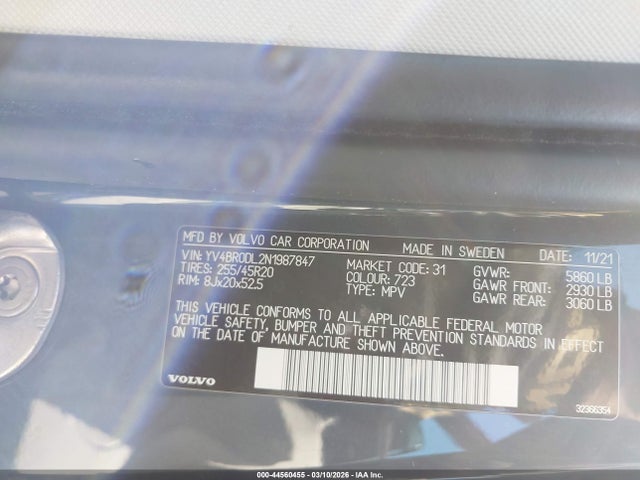 MFD BY VOLVO CAR CORPORATION MADE IN SWEDEN DATE: 11/21
VIN: YV4BR0DL2N1987847 MARKET CODE: 31 GVWR: 5860 LB
TIRES: 255/45R20 COLOUR: 723 GAWR FRONT: 2930 LB
RIM: 8Jx20x52.5 TYPE: MPV GAWR REAR: 3060 LB
THIS VEHICLE CONFORMS TO ALL APPLICABLE FEDERAL MOTOR
VEHICLE SAFETY, BUMPER AND THEFT PREVENTION STANDARDS IN EFFECT
ON THE DATE OF MANUFACTURE SHOWN ABOVE.
VOLVO
32366354
000-44560455 - 03/10/2026 - IAA Inc.